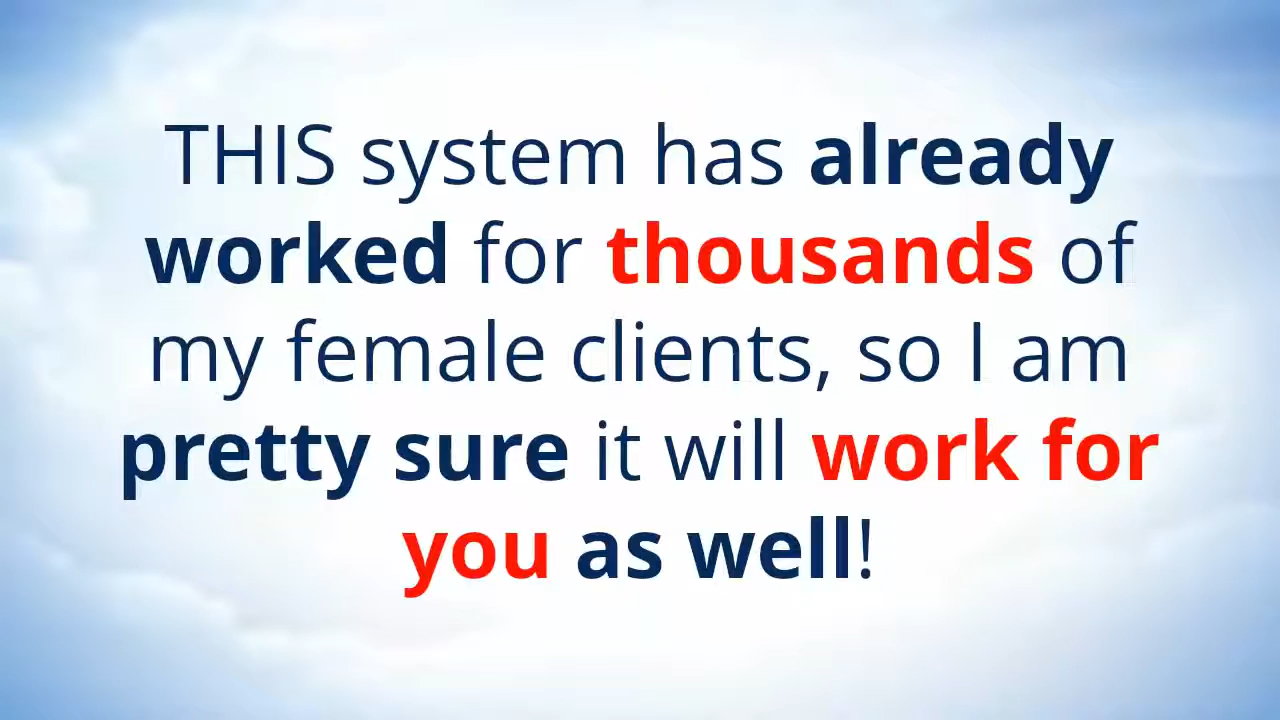 THIS system has already
worked for thousands of
my female clients, so I am
pretty sure it will work for
you as well!